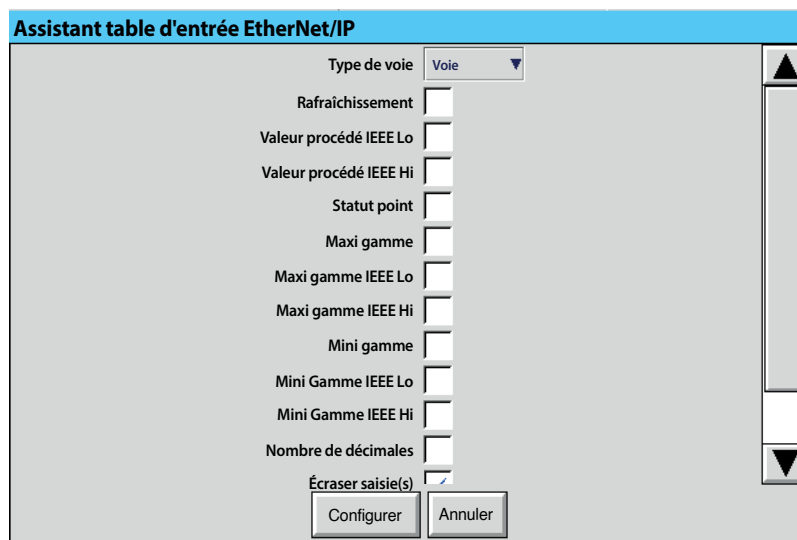 Assistant table d'entrée EtherNet/IP
Type de voie Voie
Rafraîchissement
Valeur procédé IEEE Lo
Valeur procédé IEEE Hi
Statut point
Maxi gamme
Maxi gamme IEEE Lo
Maxi gamme IEEE Hi
Mini gamme
Mini Gamme IEEE Lo
Mini Gamme IEEE Hi
Nombre de décimales
Écraser saisie(s)
Configurer Annuler